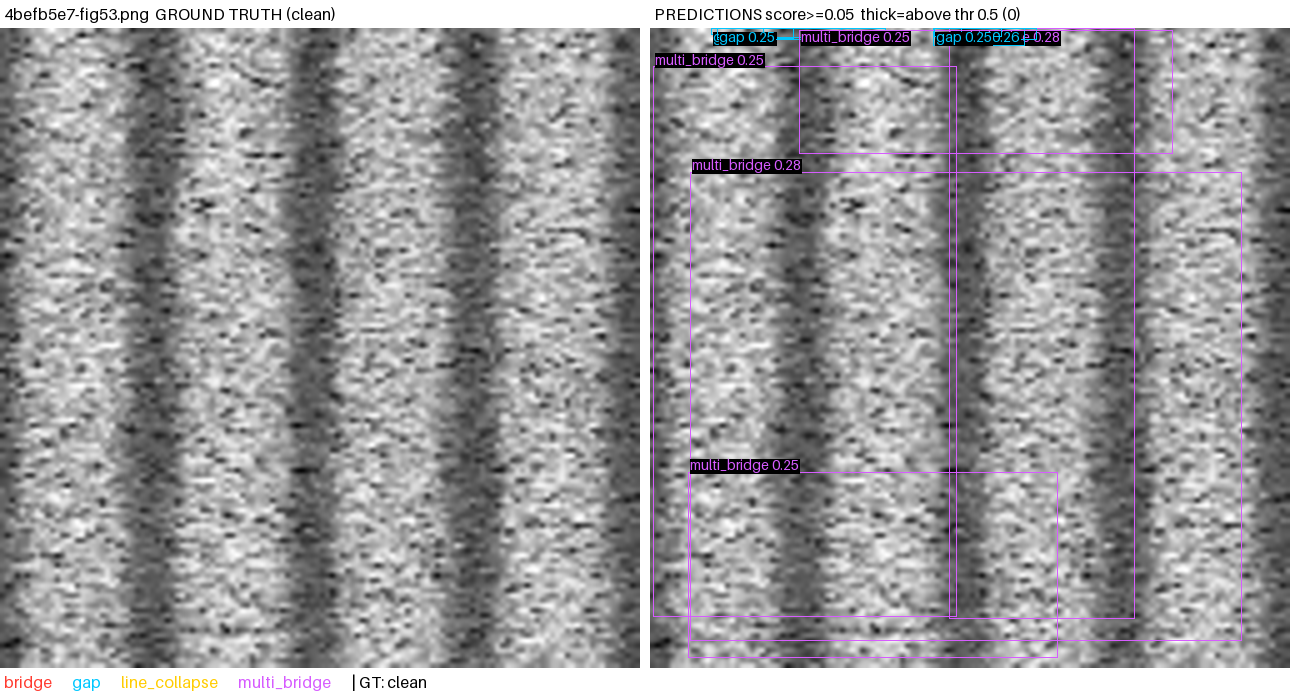 4befb5e7-fig53.png GROUND TRUTH (clean)
PREDICTIONS score>=0.05 thick=above thr 0.5 (0)
gap 0.25
multi_bridge 0.25
gap 0.25
0.28
multi_bridge 0.25
multi_bridge 0.28
multi_bridge 0.25
bridge gap line_collapse multi_bridge | GT: clean